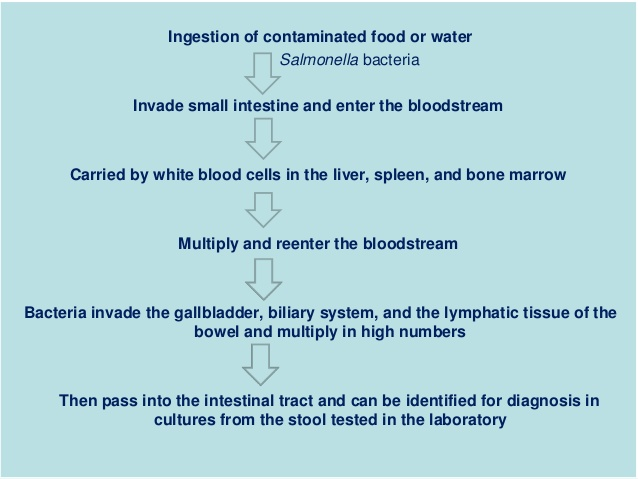 Ingestion of contaminated food or water
Salmonella bacteria
Invade small intestine and enter the bloodstream
Carried by white blood cells in the liver, spleen, and bone marrow
Multiply and reenter the bloodstream
Bacteria invade the gallbladder, biliary system, and the lymphatic tissue of the
bowel and multiply in high numbers
Then pass into the intestinal tract and can be identified for diagnosis in
cultures from the stool tested in the laboratory